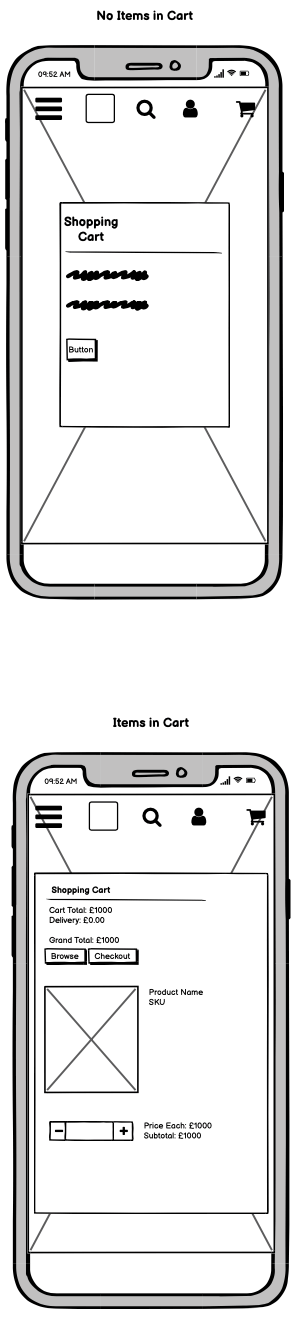 No Items in Cart
09:52 AM
Shopping
Cart
Button
Items in Cart
09:52 AM
Shopping Cart
Cart Total: £1000
Delivery: £0.00
Grand Total: £1000
Browse Checkout
Product Name
SKU
− +
Price Each: £1000
Subtotal: £1000